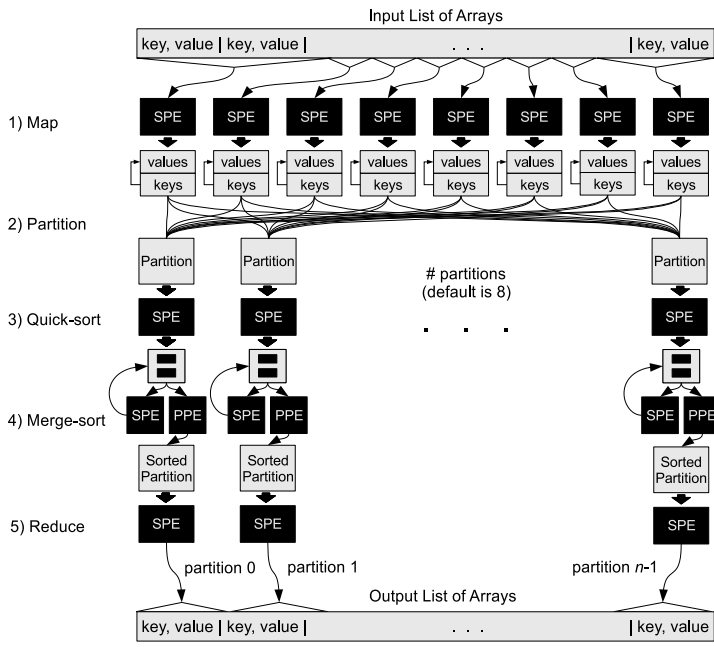 Input List of Arrays
key, value | key, value | . . . | key, value
1) Map
SPE SPE SPE SPE SPE SPE SPE SPE
values values values values values values values values
keys keys keys keys keys keys keys keys
2) Partition
Partition Partition Partition
# partitions
(default is 8)
3) Quick-sort
SPE SPE . . . SPE
4) Merge-sort
SPE PPE SPE PPE SPE PPE
Sorted Partition Sorted Partition Sorted Partition
5) Reduce
SPE SPE SPE
partition 0 partition 1 partition n-1
Output List of Arrays
key, value | key, value | . . . | key, value